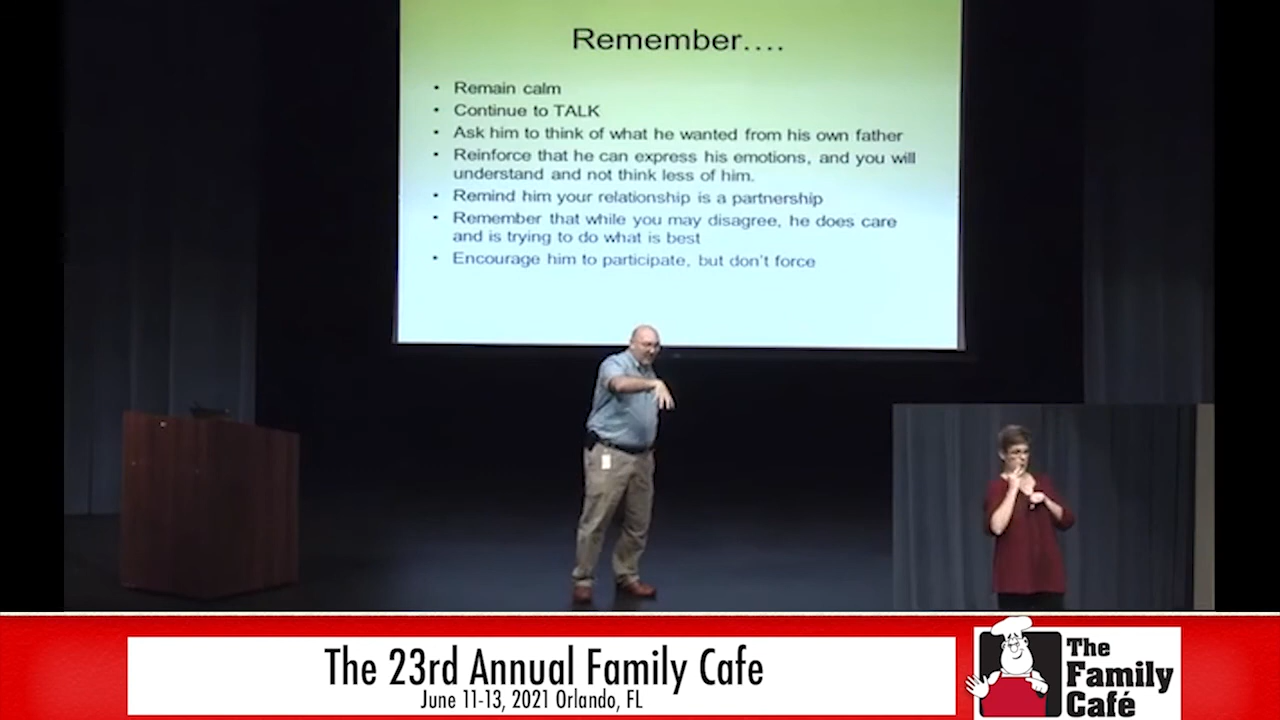 Remember....
• Remain calm
• Continue to TALK
• Ask him to think of what he wanted from his own father
• Reinforce that he can express his emotions, and you will
understand and not think less of him.
• Remind him your relationship is a partnership
• Remember that while you may disagree, he does care
and is trying to do what is best
• Encourage him to participate, but don't force
The 23rd Annual Family Cafe
June 11-13, 2021 Orlando, FL
The
Family
Café